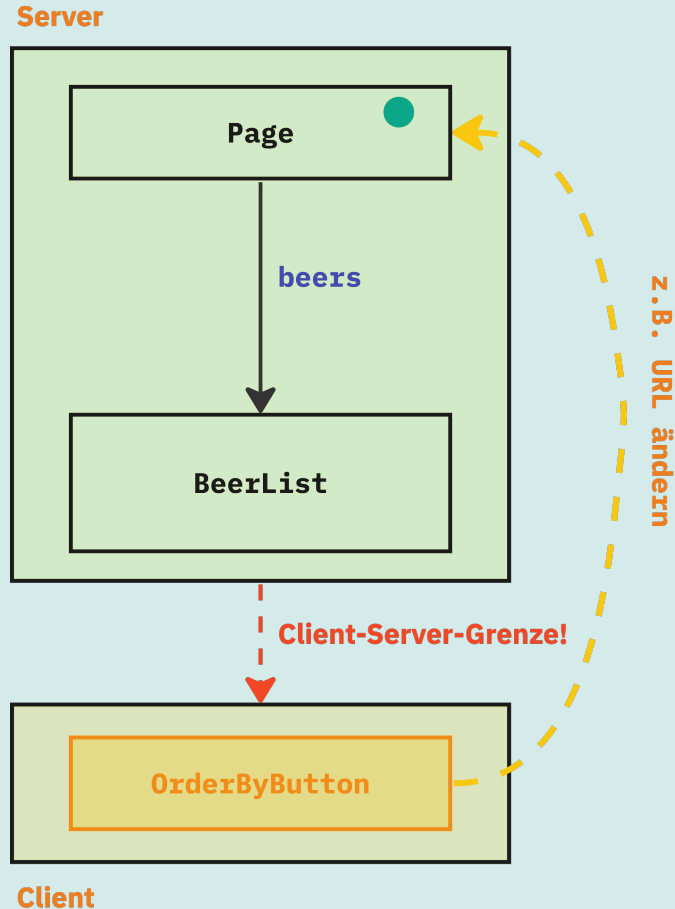 Server
Page
beers
z.B. URL ändern
BeerList
Client-Server-Grenze!
OrderByButton
Client